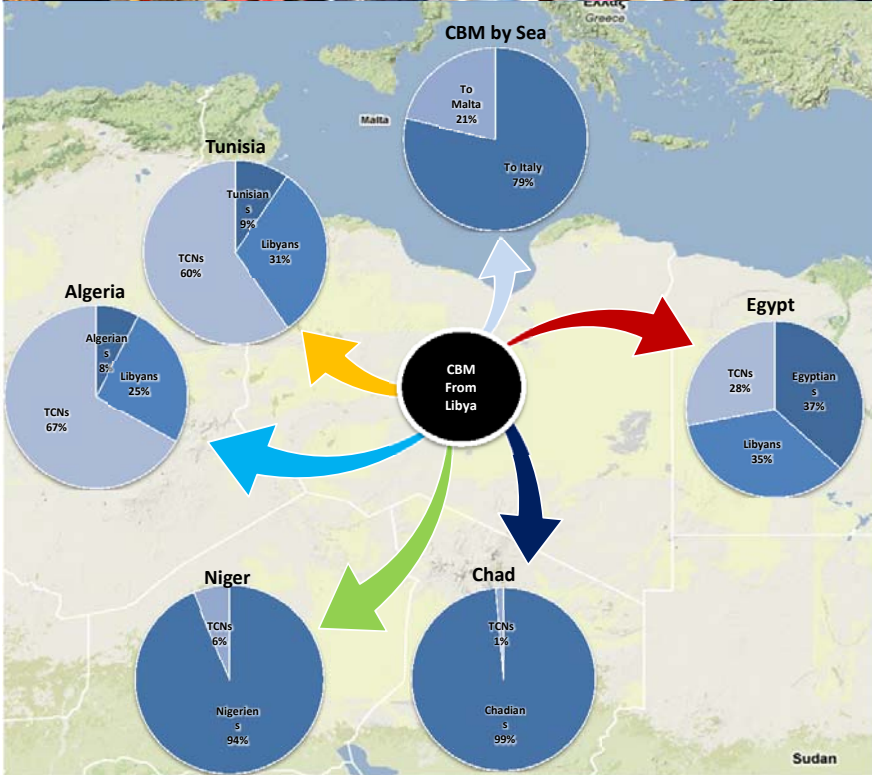 Ελλάς
Greece
CBM by Sea
To
Malta
21%
To Italy
79%
Malta
Tunisia
Tunisian
s
9%
Libyans
31%
TCNs
60%
Algeria
Algerian
s
8%
Libyans
25%
TCNs
67%
CBM
From
Libya
Egypt
TCNs
28%
Egyptian
s
37%
Libyans
35%
Niger
TCNs
6%
Nigerien
s
94%
Chad
TCNs
1%
Chadian
s
99%
Sudan